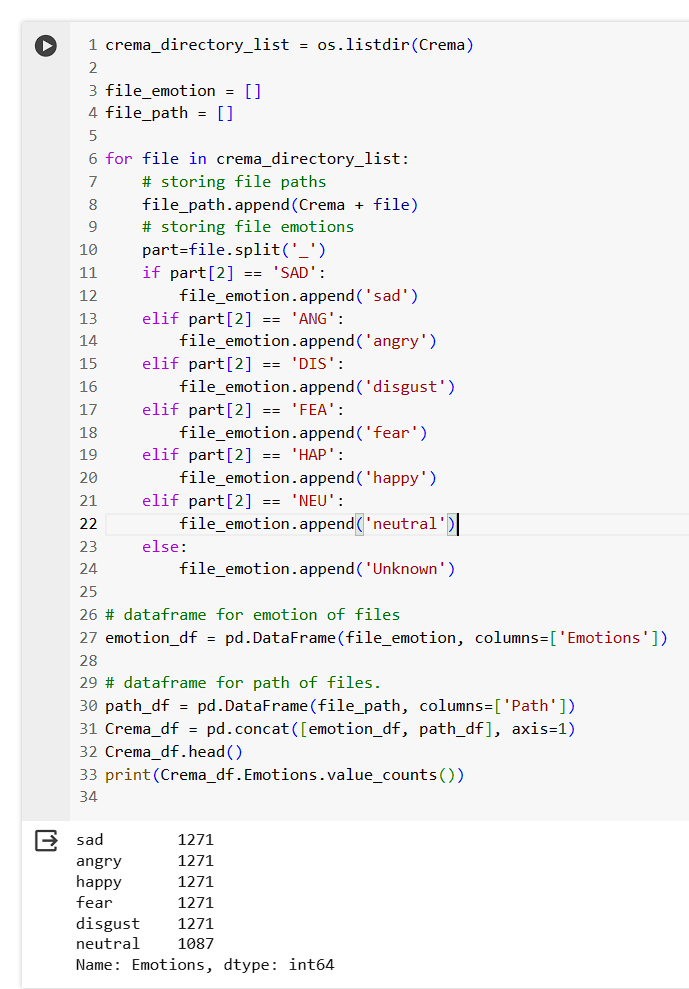 1 crema_directory_list = os.listdir(Crema)
2
3 file_emotion = []
4 file_path = []
5
6 for file in crema_directory_list:
7     # storing file paths
8     file_path.append(Crema + file)
9     # storing file emotions
10     part=file.split('_')
11     if part[2] == 'SAD':
12         file_emotion.append('sad')
13     elif part[2] == 'ANG':
14         file_emotion.append('angry')
15     elif part[2] == 'DIS':
16         file_emotion.append('disgust')
17     elif part[2] == 'FEA':
18         file_emotion.append('fear')
19     elif part[2] == 'HAP':
20         file_emotion.append('happy')
21     elif part[2] == 'NEU':
22         file_emotion.append('neutral')
23     else:
24         file_emotion.append('Unknown')
25
26 # dataframe for emotion of files
27 emotion_df = pd.DataFrame(file_emotion, columns=['Emotions'])
28
29 # dataframe for path of files.
30 path_df = pd.DataFrame(file_path, columns=['Path'])
31 Crema_df = pd.concat([emotion_df, path_df], axis=1)
32 Crema_df.head()
33 print(Crema_df.Emotions.value_counts())
34
sad        1271
angry      1271
happy      1271
fear       1271
disgust    1271
neutral    1087
Name: Emotions, dtype: int64